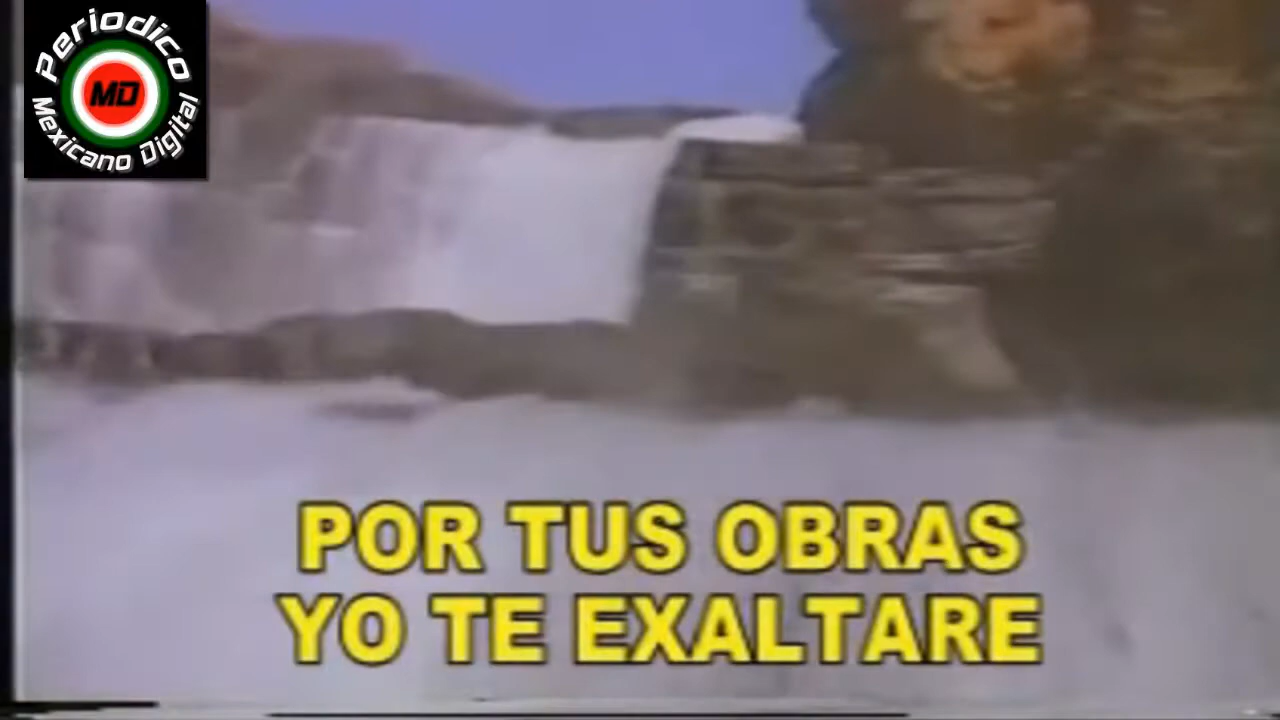 Periodico
MD
Mexicano Digital
POR TUS OBRAS
YO TE EXALTARE